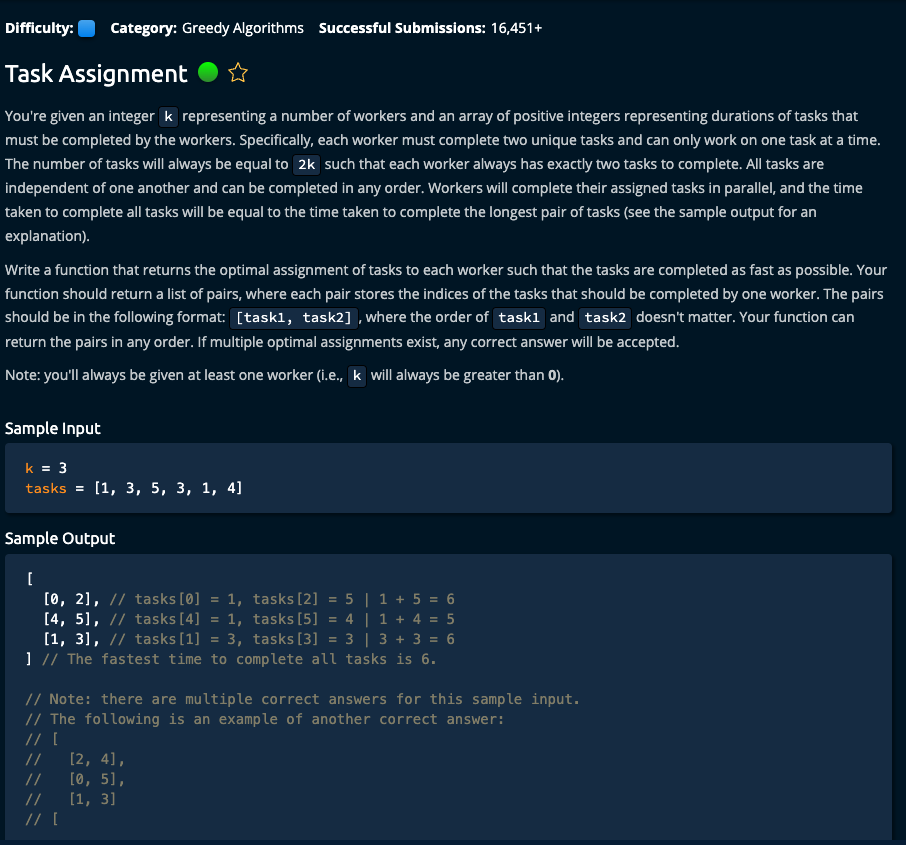 Difficulty: Category: Greedy Algorithms Successful Submissions: 16,451+
Task Assignment
You're given an integer k representing a number of workers and an array of positive integers representing durations of tasks that
must be completed by the workers. Specifically, each worker must complete two unique tasks and can only work on one task at a time.
The number of tasks will always be equal to 2k such that each worker always has exactly two tasks to complete. All tasks are
independent of one another and can be completed in any order. Workers will complete their assigned tasks in parallel, and the time
taken to complete all tasks will be equal to the time taken to complete the longest pair of tasks (see the sample output for an
explanation).
Write a function that returns the optimal assignment of tasks to each worker such that the tasks are completed as fast as possible. Your
function should return a list of pairs, where each pair stores the indices of the tasks that should be completed by one worker. The pairs
should be in the following format: [task1, task2], where the order of task1 and task2 doesn't matter. Your function can
return the pairs in any order. If multiple optimal assignments exist, any correct answer will be accepted.
Note: you'll always be given at least one worker (i.e., k will always be greater than 0).
Sample Input
k = 3
tasks = [1, 3, 5, 3, 1, 4]
Sample Output
[
[0, 2], // tasks[0] = 1, tasks[2] = 5 | 1 + 5 = 6
[4, 5], // tasks[4] = 1, tasks[5] = 4 | 1 + 4 = 5
[1, 3], // tasks[1] = 3, tasks[3] = 3 | 3 + 3 = 6
] // The fastest time to complete all tasks is 6.
// Note: there are multiple correct answers for this sample input.
// The following is an example of another correct answer:
// [
//   [2, 4],
//   [0, 5],
//   [1, 3]
// [